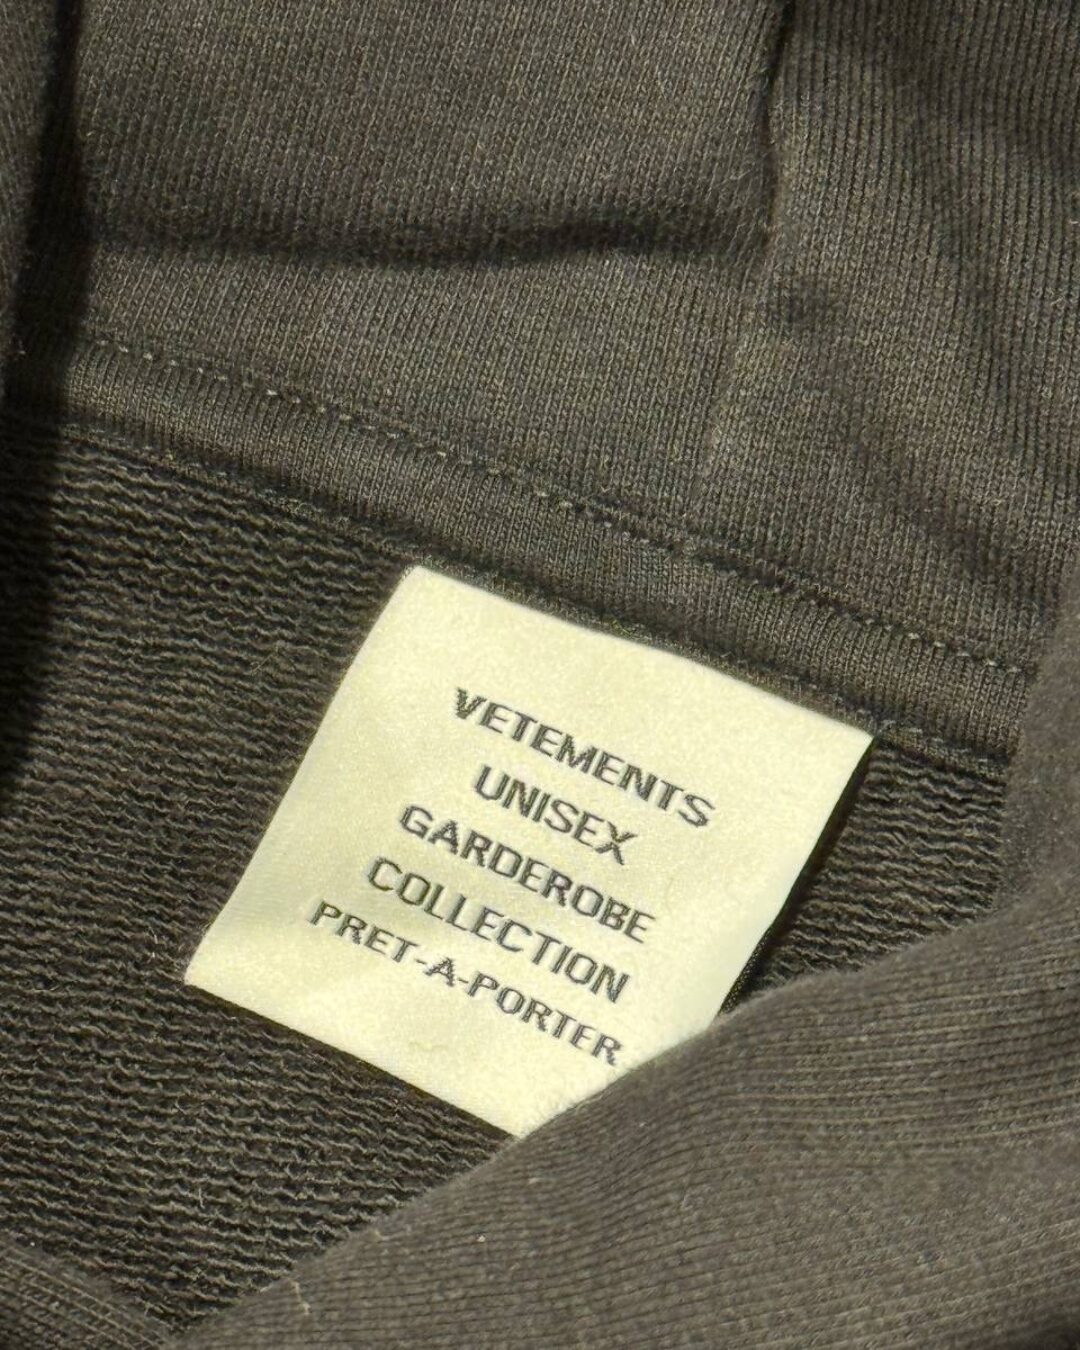 VETEMENTS
UNISEX
GARDEROBE
COLLECTION
PRET-A-PORTER